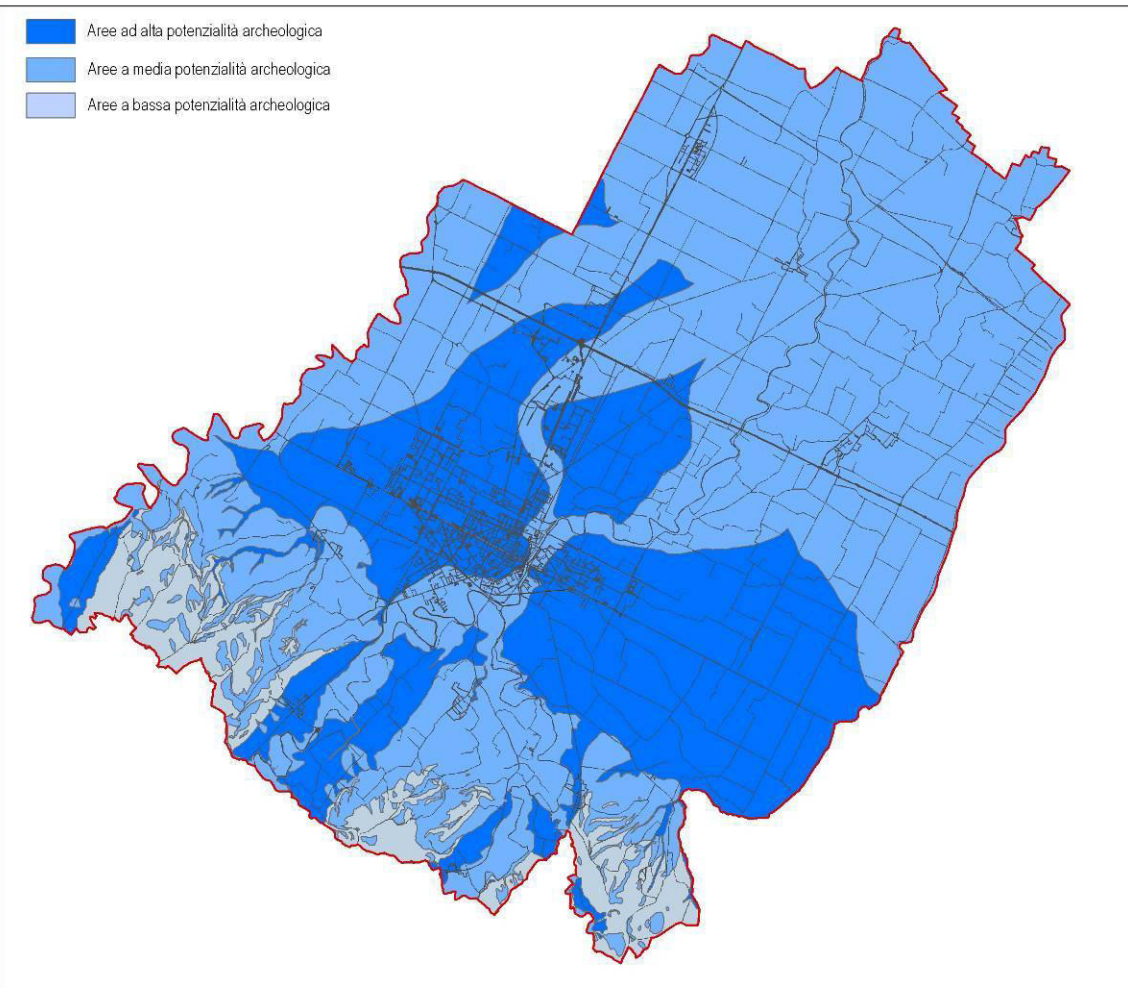 Aree ad alta potenzialità archeologica
Aree a media potenzialità archeologica
Aree a bassa potenzialità archeologica